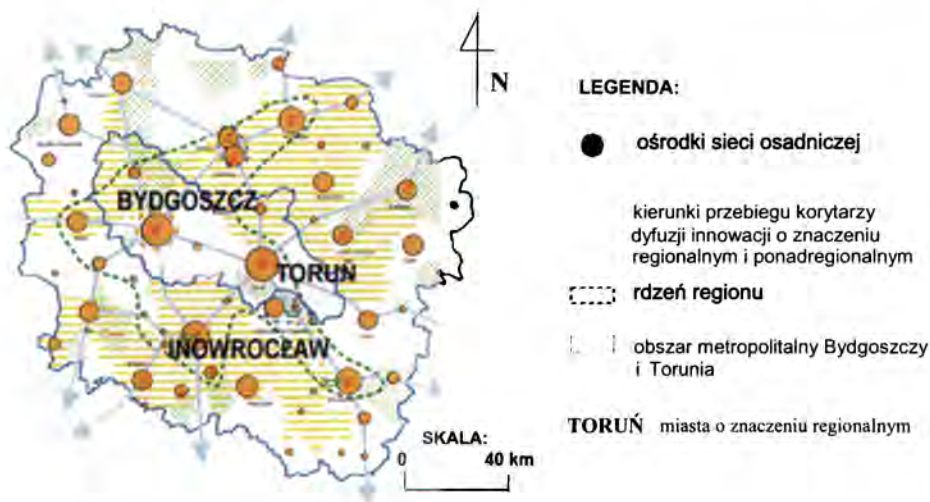 N
LEGENDA:
ośrodki sieci osadniczej
kierunki przebiegu korytarzy
dyfuzji innowacji o znaczeniu
regionalnym i ponadregionalnym
rdzeń regionu
obszar metropolitalny Bydgoszczy
i Torunia
TORUŃ miasta o znaczeniu regionalnym
BYDGOSZCZ
TORUŃ
INOWROCŁAW
SKALA:
0 40 km